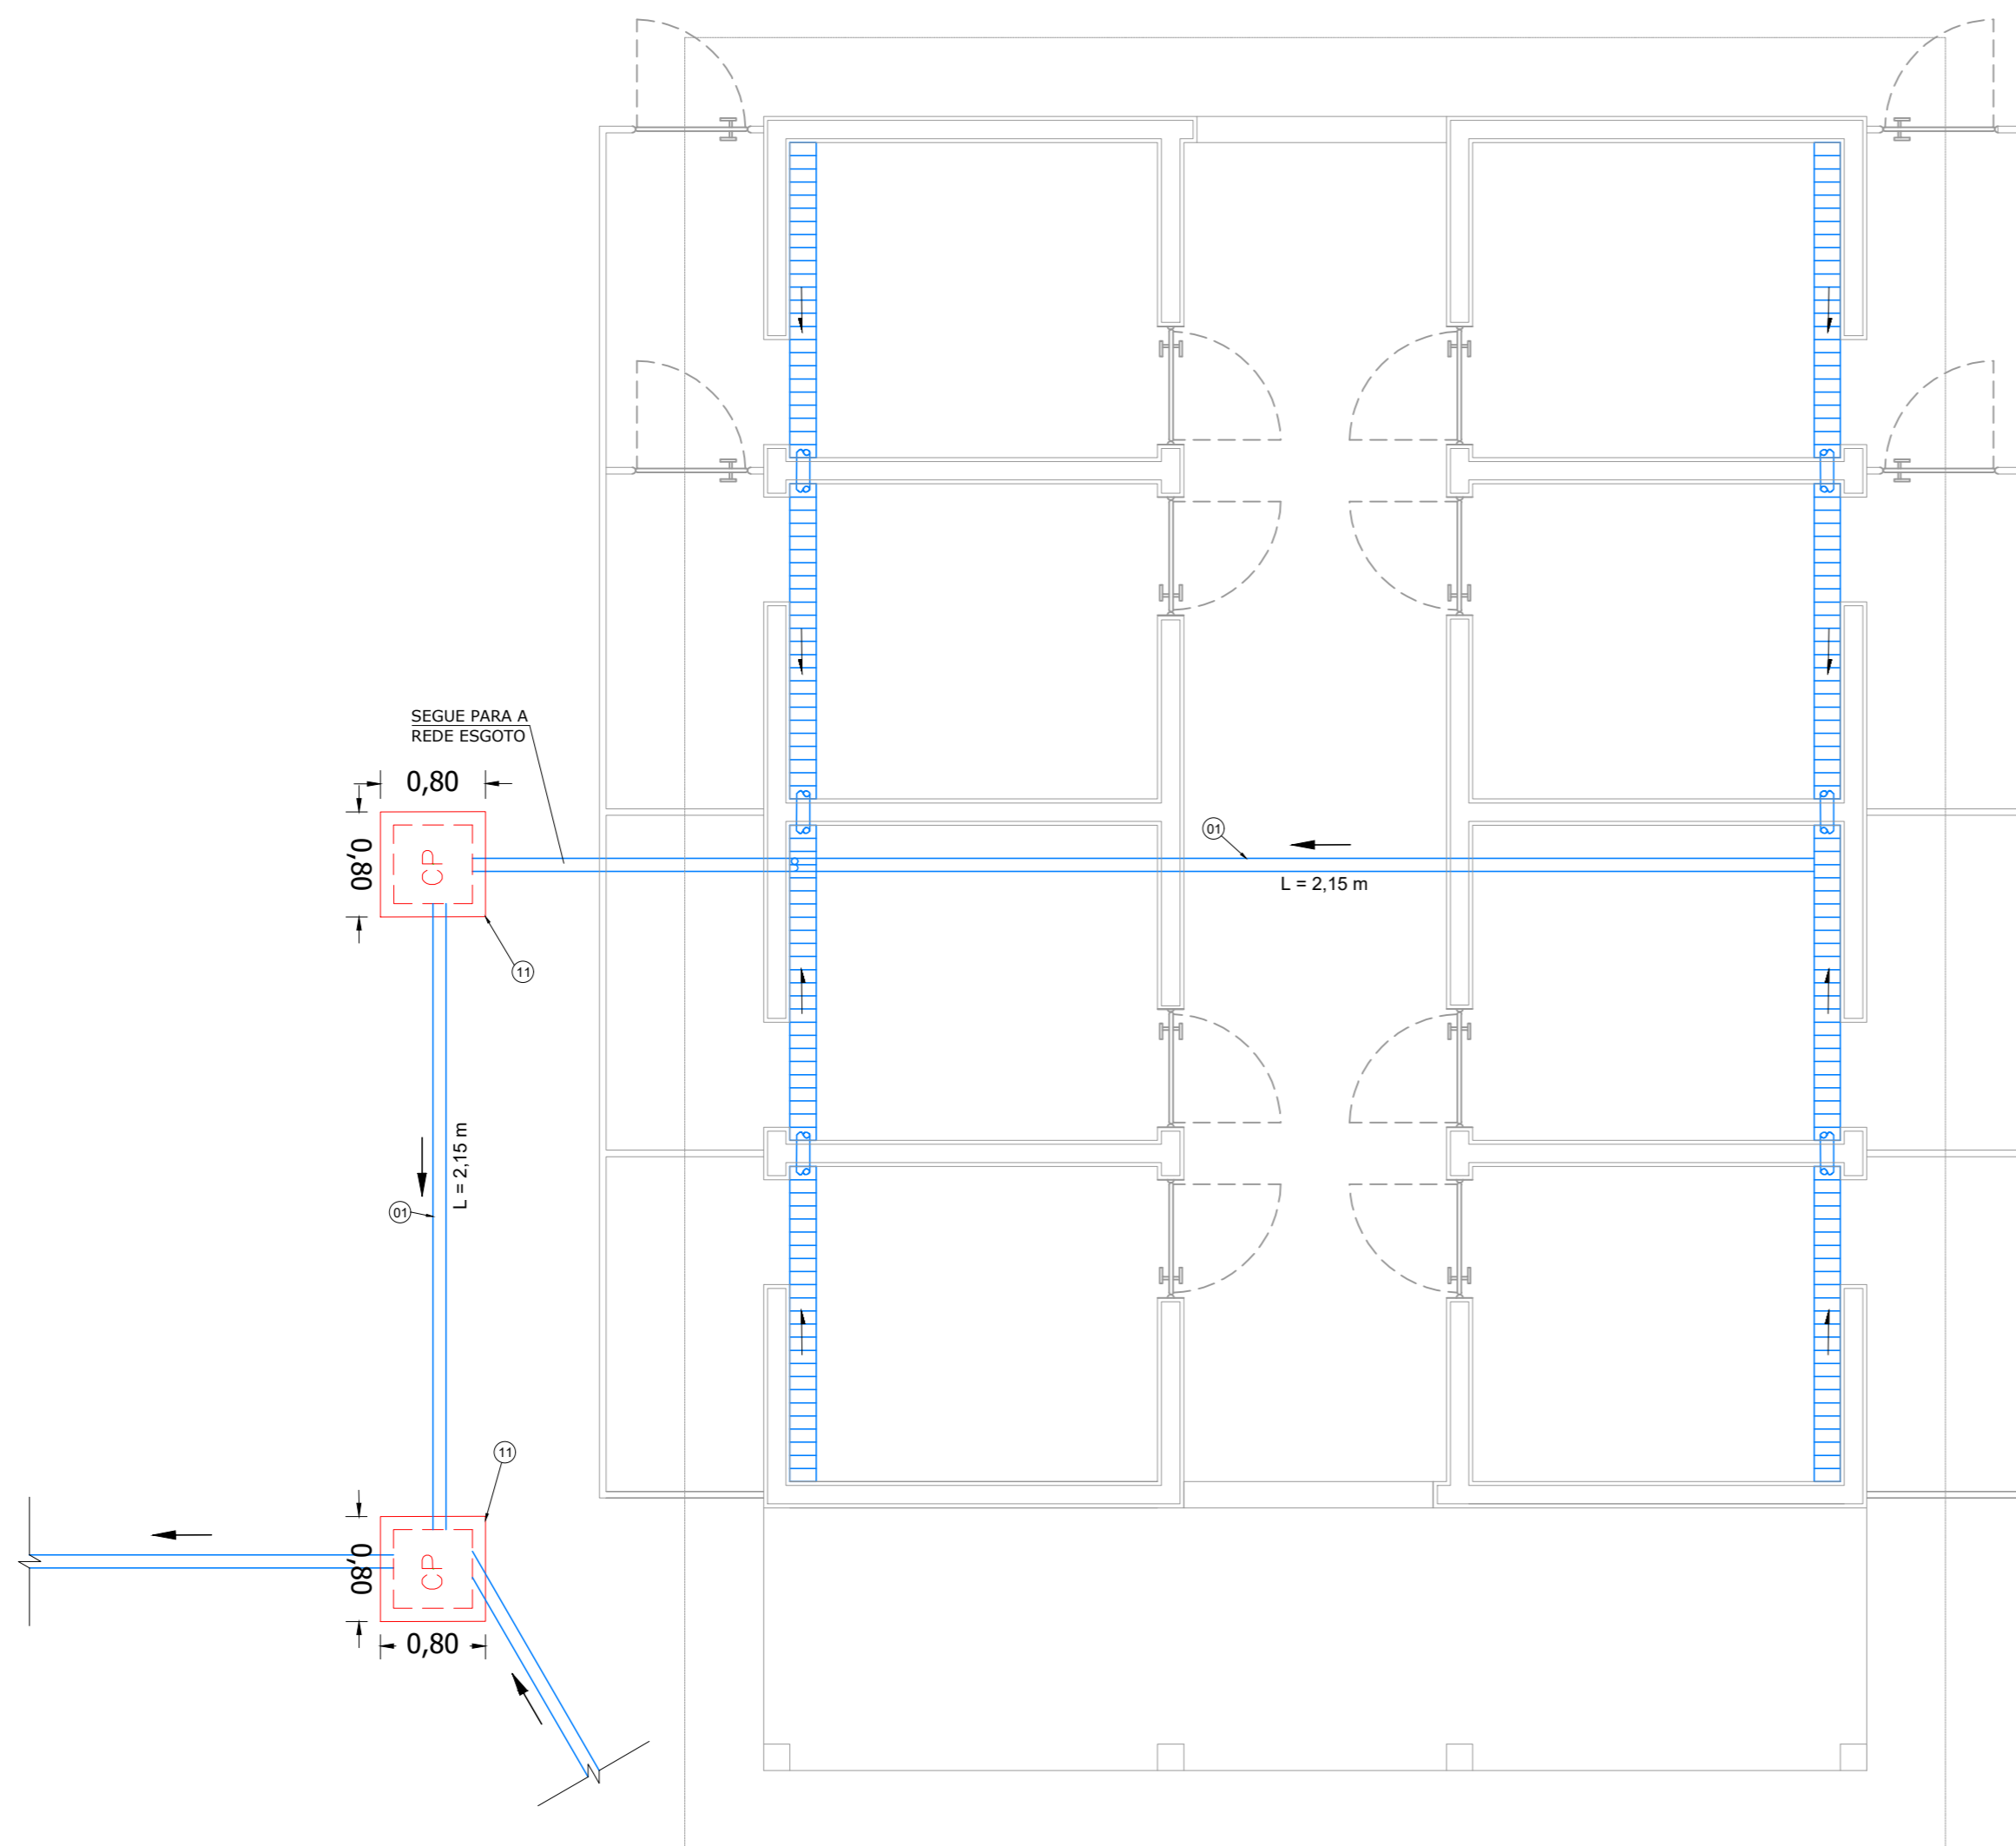 SEGUE PARA A
REDE ESGOTO
0,80
0,80
CP
01
L = 2,15 m
11
L = 2,15 m
01
11
0,80
CP
0,80